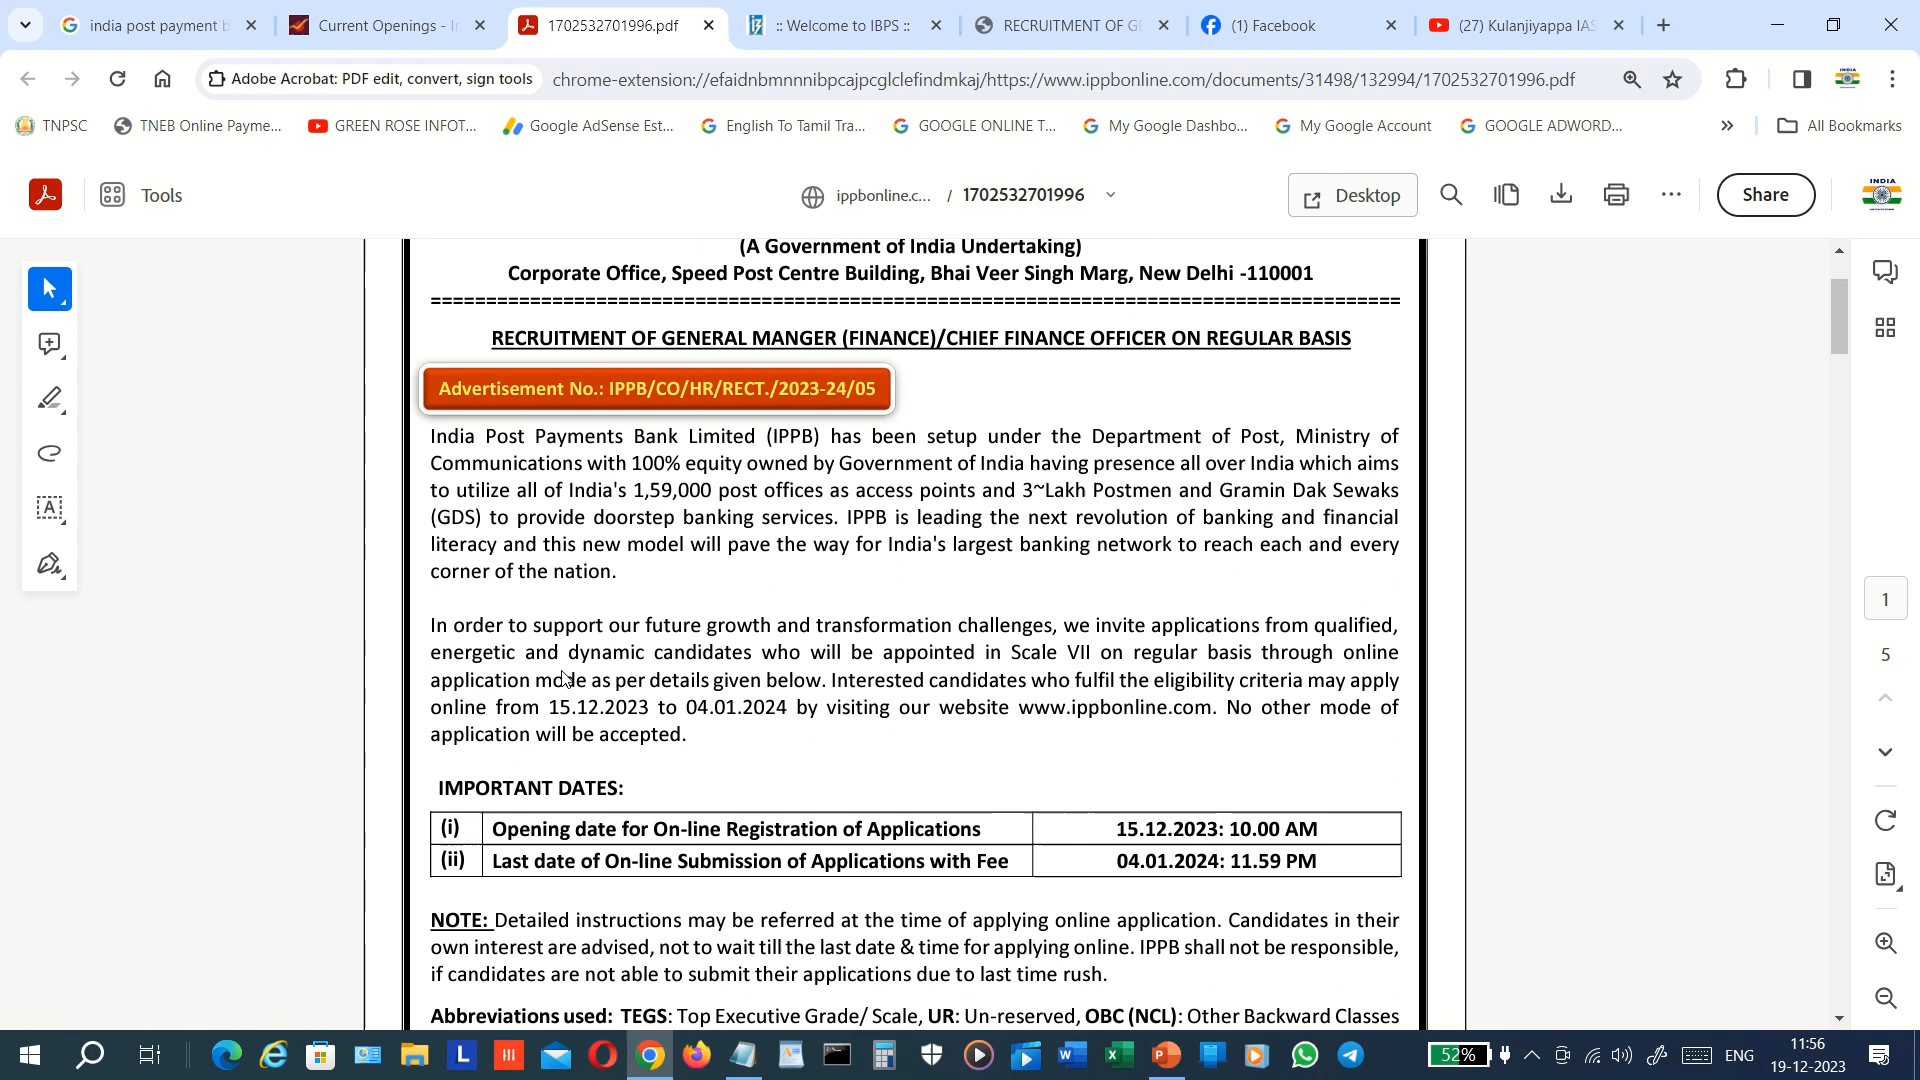 india post payment b
Current Openings - I
1702532701996.pdf
:: Welcome to IBPS ::
RECRUITMENT OF GE
(1) Facebook
(27) Kulanjiyappa IAS
Adobe Acrobat: PDF edit, convert, sign tools
chrome-extension://efaidnbmnnnibpcajpcglclefindmkaj/https://www.ippbonline.com/documents/31498/132994/1702532701996.pdf
TNPSC
TNEB Online Payme...
GREEN ROSE INFOT...
Google AdSense Est...
English To Tamil Tra...
GOOGLE ONLINE T...
My Google Dashbo...
My Google Account
GOOGLE ADWORD...
All Bookmarks
Tools
ippbonline.c... / 1702532701996
Desktop
Share
INDIA
(A Government of India Undertaking)
Corporate Office, Speed Post Centre Building, Bhai Veer Singh Marg, New Delhi -110001
RECRUITMENT OF GENERAL MANGER (FINANCE)/CHIEF FINANCE OFFICER ON REGULAR BASIS
Advertisement No.: IPPB/CO/HR/RECT./2023-24/05
India Post Payments Bank Limited (IPPB) has been setup under the Department of Post, Ministry of
Communications with 100% equity owned by Government of India having presence all over India which aims
to utilize all of India's 1,59,000 post offices as access points and 3~Lakh Postmen and Gramin Dak Sewaks
(GDS) to provide doorstep banking services. IPPB is leading the next revolution of banking and financial
literacy and this new model will pave the way for India's largest banking network to reach each and every
corner of the nation.
In order to support our future growth and transformation challenges, we invite applications from qualified,
energetic and dynamic candidates who will be appointed in Scale VII on regular basis through online
application mode as per details given below. Interested candidates who fulfil the eligibility criteria may apply
online from 15.12.2023 to 04.01.2024 by visiting our website www.ippbonline.com. No other mode of
application will be accepted.
IMPORTANT DATES:
(i) Opening date for On-line Registration of Applications 15.12.2023: 10.00 AM
(ii) Last date of On-line Submission of Applications with Fee 04.01.2024: 11.59 PM
NOTE: Detailed instructions may be referred at the time of applying online application. Candidates in their
own interest are advised, not to wait till the last date & time for applying online. IPPB shall not be responsible,
if candidates are not able to submit their applications due to last time rush.
Abbreviations used: TEGS: Top Executive Grade/ Scale, UR: Un-reserved, OBC (NCL): Other Backward Classes
1
5
52%
ENG
11:56
19-12-2023